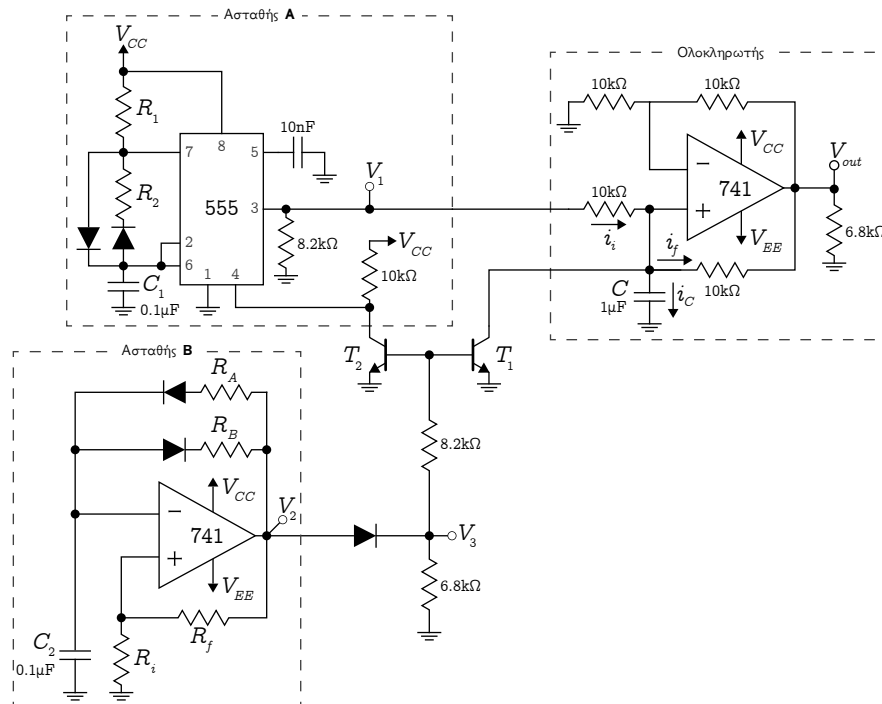 Ασταθής A
V_CC
R_1
7
8
5
10nF
R_2
555
3
V_1
8.2kΩ
V_CC
10kΩ
2
6
1
4
C_1
0.1μF
Ολοκληρωτής
10kΩ
10kΩ
V_CC
V_out
741
10kΩ
i_i
i_f
V_EE
6.8kΩ
10kΩ
C
1μF
i_C
T_2
T_1
Ασταθής B
R_A
R_B
V_CC
V_2
741
V_EE
R_f
C_2
0.1μF
R_i
8.2kΩ
V_3
6.8kΩ